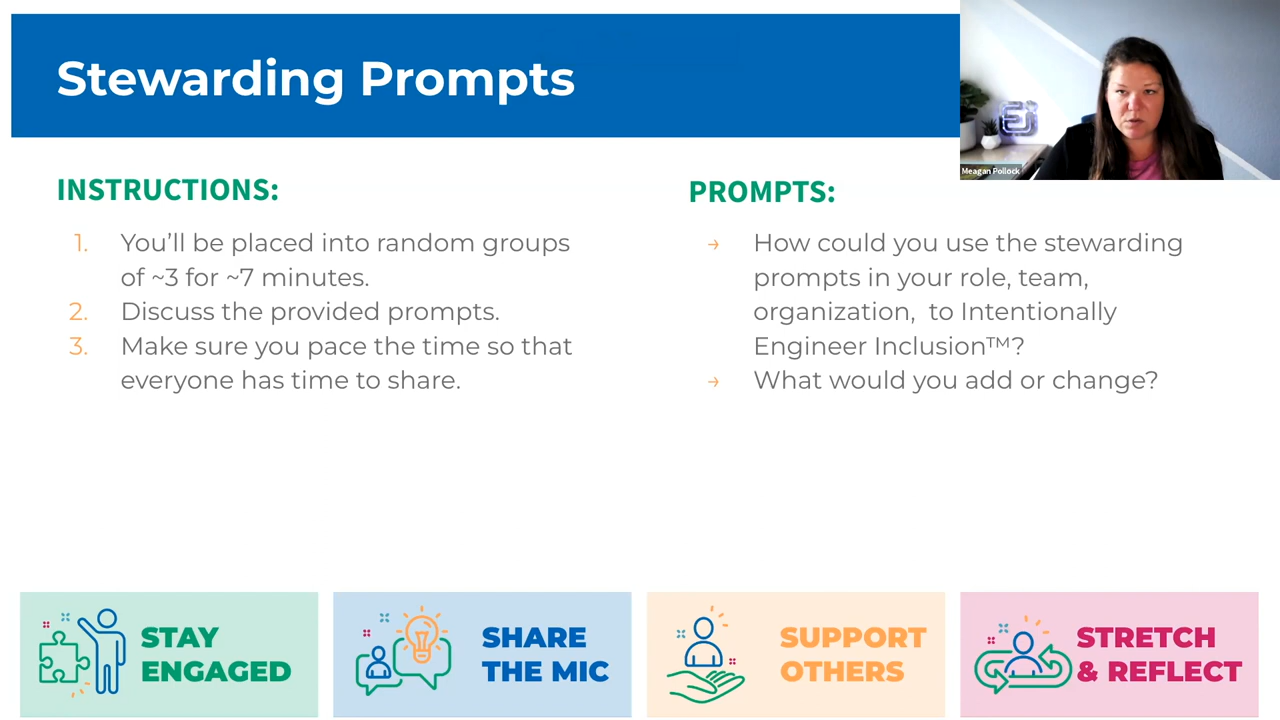 Stewarding Prompts
Meagan Pollock
INSTRUCTIONS:
1. You'll be placed into random groups
of ~3 for ~7 minutes.
2. Discuss the provided prompts.
3. Make sure you pace the time so that
everyone has time to share.
PROMPTS:
→ How could you use the stewarding
prompts in your role, team,
organization,  to Intentionally
Engineer Inclusion™?
→ What would you add or change?
STAY
ENGAGED
SHARE
THE MIC
SUPPORT
OTHERS
STRETCH
& REFLECT